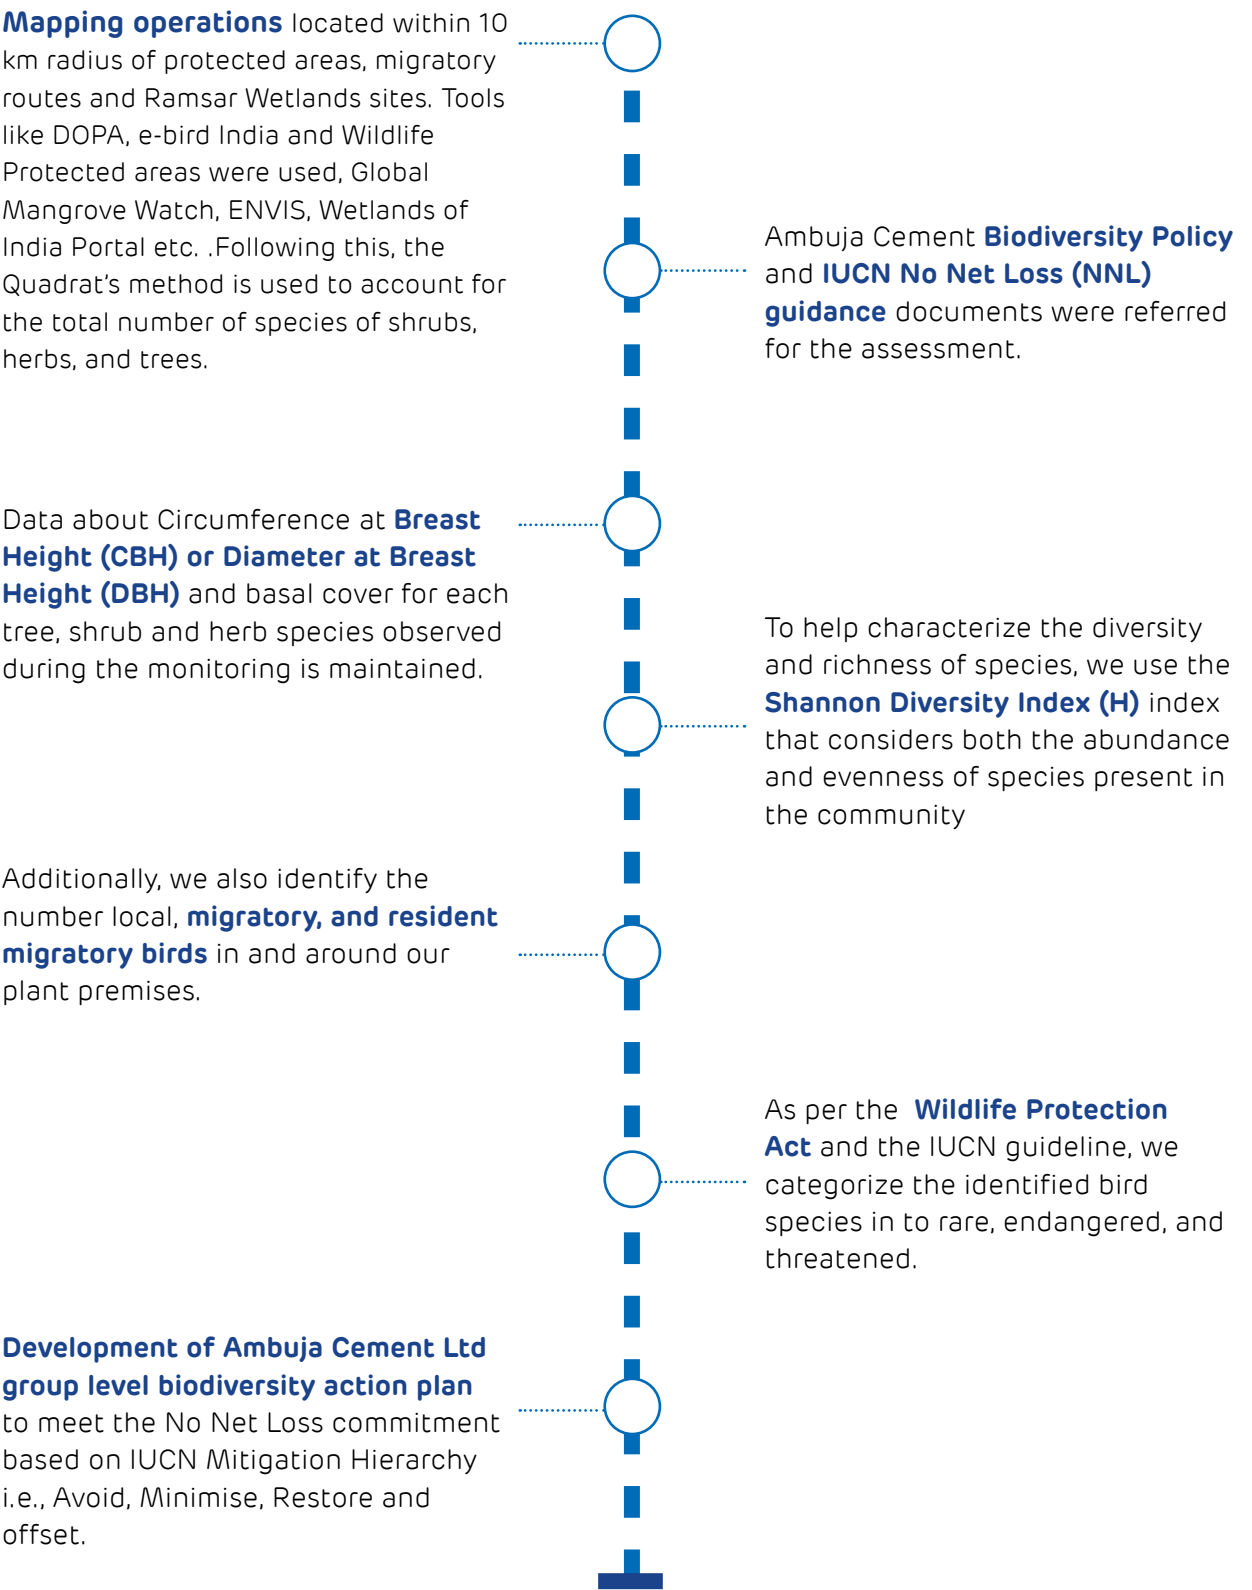 Mapping operations located within 10
km radius of protected areas, migratory
routes and Ramsar Wetlands sites. Tools
like DOPA, e-bird India and Wildlife
Protected areas were used, Global
Mangrove Watch, ENVIS, Wetlands of
India Portal etc. .Following this, the
Quadrat's method is used to account for
the total number of species of shrubs,
herbs, and trees.
Ambuja Cement Biodiversity Policy
and IUCN No Net Loss (NNL)
guidance documents were referred
for the assessment.
Data about Circumference at Breast
Height (CBH) or Diameter at Breast
Height (DBH) and basal cover for each
tree, shrub and herb species observed
during the monitoring is maintained.
To help characterize the diversity
and richness of species, we use the
Shannon Diversity Index (H) index
that considers both the abundance
and evenness of species present in
the community
Additionally, we also identify the
number local, migratory, and resident
migratory birds in and around our
plant premises.
As per the Wildlife Protection
Act and the IUCN guideline, we
categorize the identified bird
species in to rare, endangered, and
threatened.
Development of Ambuja Cement Ltd
group level biodiversity action plan
to meet the No Net Loss commitment
based on IUCN Mitigation Hierarchy
i.e., Avoid, Minimise, Restore and
offset.